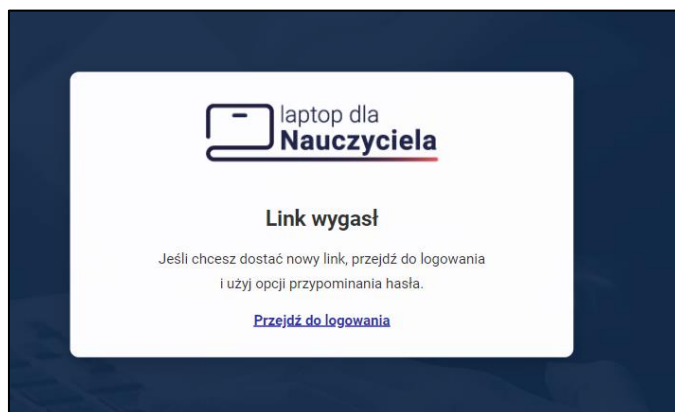 laptop dla
Nauczyciela
Link wygasł
Jeśli chcesz dostać nowy link, przejdź do logowania
i użyj opcji przypominania hasła.
Przejdź do logowania